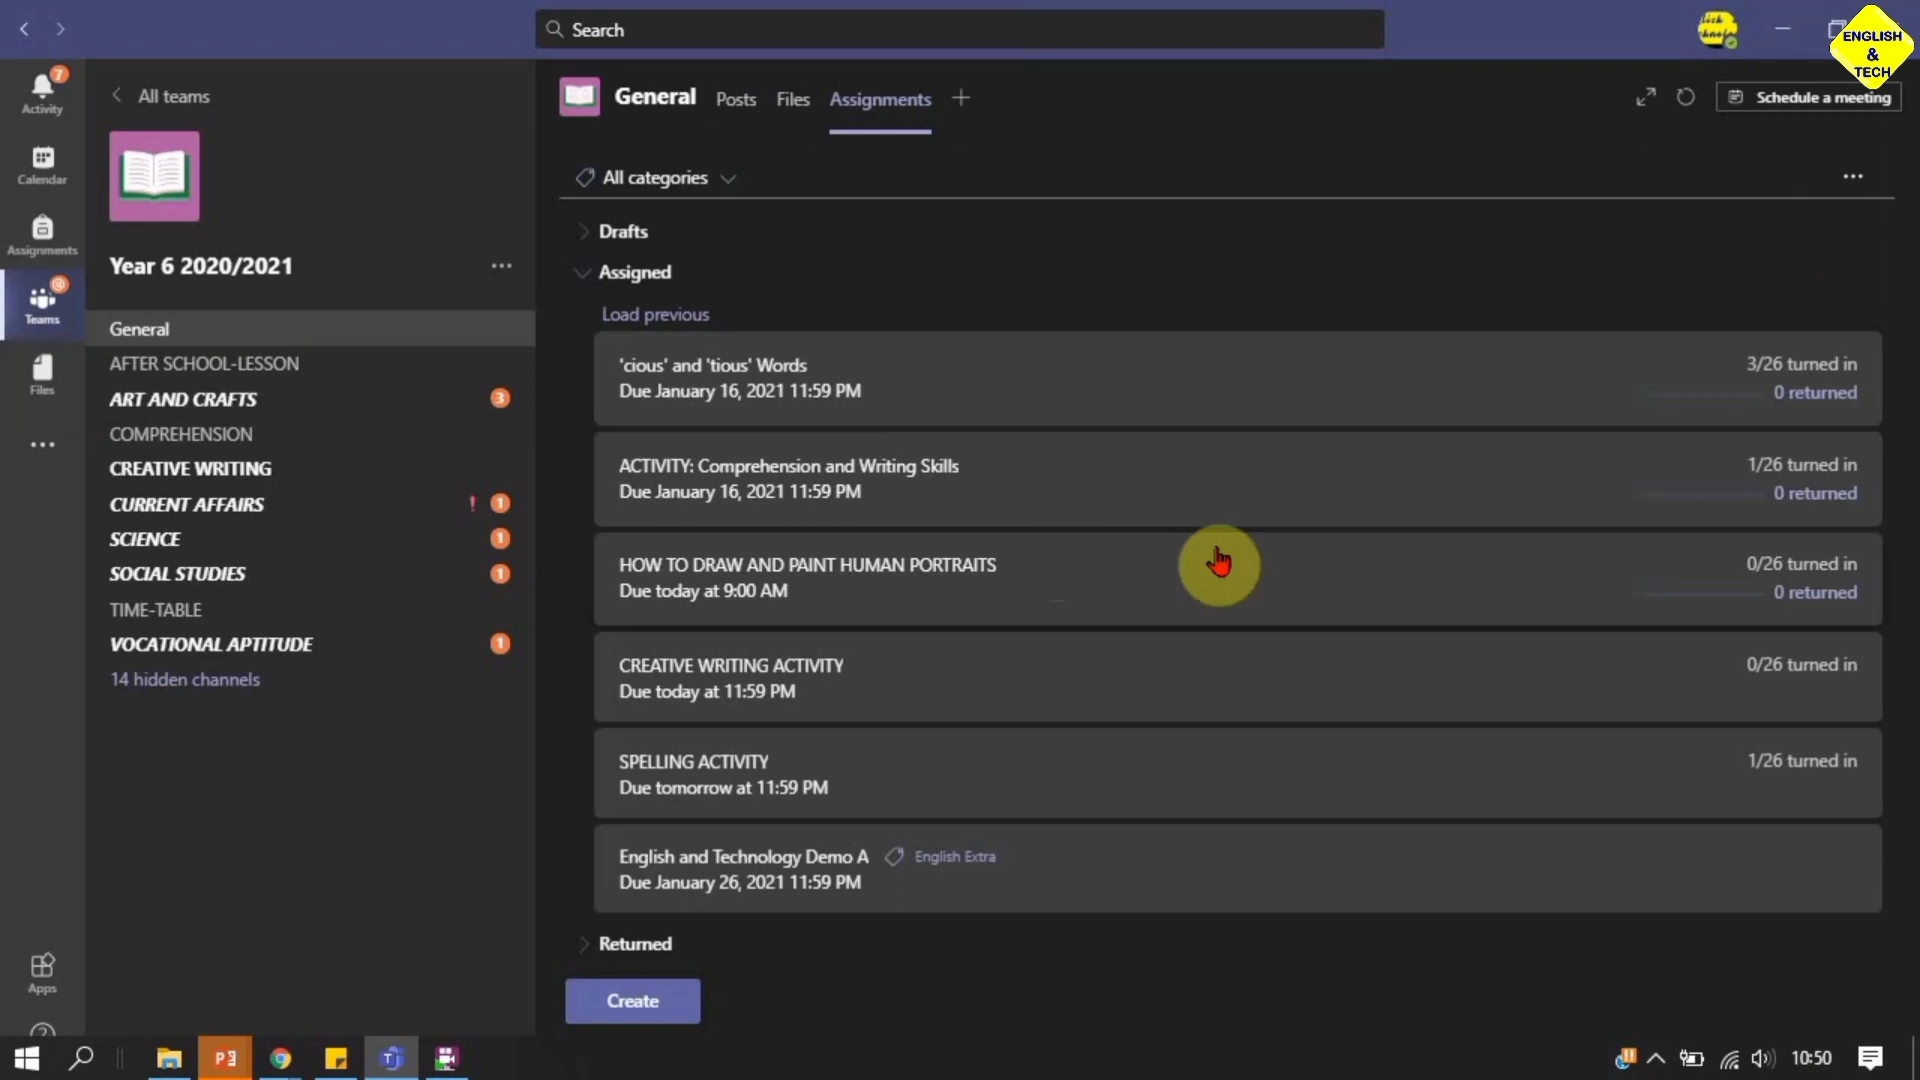 Search
ENGLISH
&
TECH
7
Activity
Calendar
Assignments
@
Teams
Files
Apps
All teams
Year 6 2020/2021
General
AFTER SCHOOL-LESSON
ART AND CRAFTS 3
COMPREHENSION
CREATIVE WRITING
CURRENT AFFAIRS ! 1
SCIENCE 1
SOCIAL STUDIES 1
TIME-TABLE
VOCATIONAL APTITUDE 1
14 hidden channels
General Posts Files Assignments +
Schedule a meeting
All categories
Drafts
Assigned
Load previous
'cious' and 'tious' Words 3/26 turned in
Due January 16, 2021 11:59 PM 0 returned
ACTIVITY: Comprehension and Writing Skills 1/26 turned in
Due January 16, 2021 11:59 PM 0 returned
HOW TO DRAW AND PAINT HUMAN PORTRAITS 0/26 turned in
Due today at 9:00 AM 0 returned
CREATIVE WRITING ACTIVITY 0/26 turned in
Due today at 11:59 PM
SPELLING ACTIVITY 1/26 turned in
Due tomorrow at 11:59 PM
English and Technology Demo A English Extra
Due January 26, 2021 11:59 PM
Returned
Create
10:50